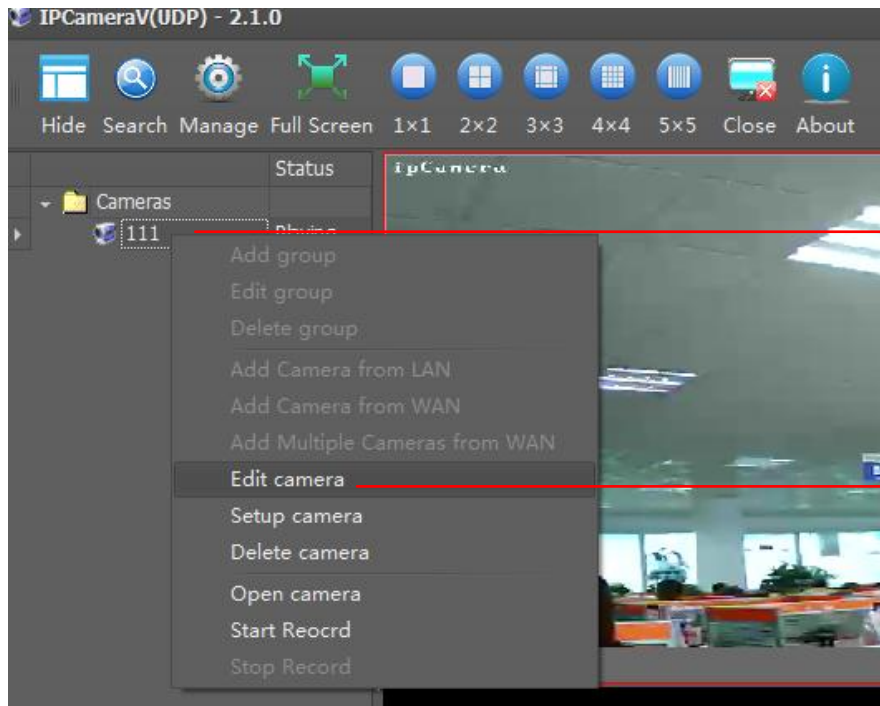 IPCameraV(UDP) - 2.1.0
Hide Search Manage Full Screen 1×1 2×2 3×3 4×4 5×5 Close About
Status
IpCamera
Cameras
111
Add group
Edit group
Delete group
Add Camera from LAN
Add Camera from WAN
Add Multiple Cameras from WAN
Edit camera
Setup camera
Delete camera
Open camera
Start Reocrd
Stop Record